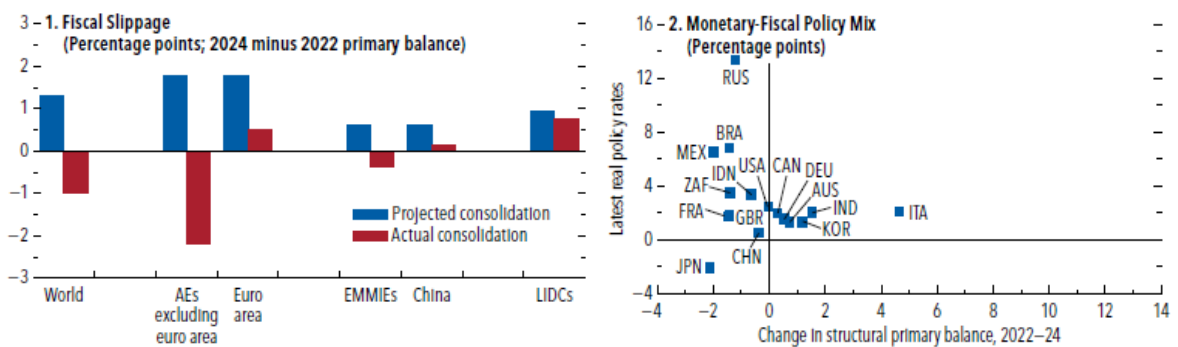 1. Fiscal Slippage
(Percentage points; 2024 minus 2022 primary balance)
3
2
1
0
–1
–2
–3
Projected consolidation
Actual consolidation
World
AEs
excluding
euro area
Euro
area
EMMIEs
China
LIDCs
2. Monetary-Fiscal Policy Mix
(Percentage points)
Latest real policy rates
16
12
8
4
0
–4
RUS
BRA
MEX
USA
CAN
DEU
IDN
ZAF
AUS
FRA
GBR
IND
ITA
KOR
CHN
JPN
–4
–2
0
2
4
6
8
10
12
14
Change in structural primary balance, 2022–24